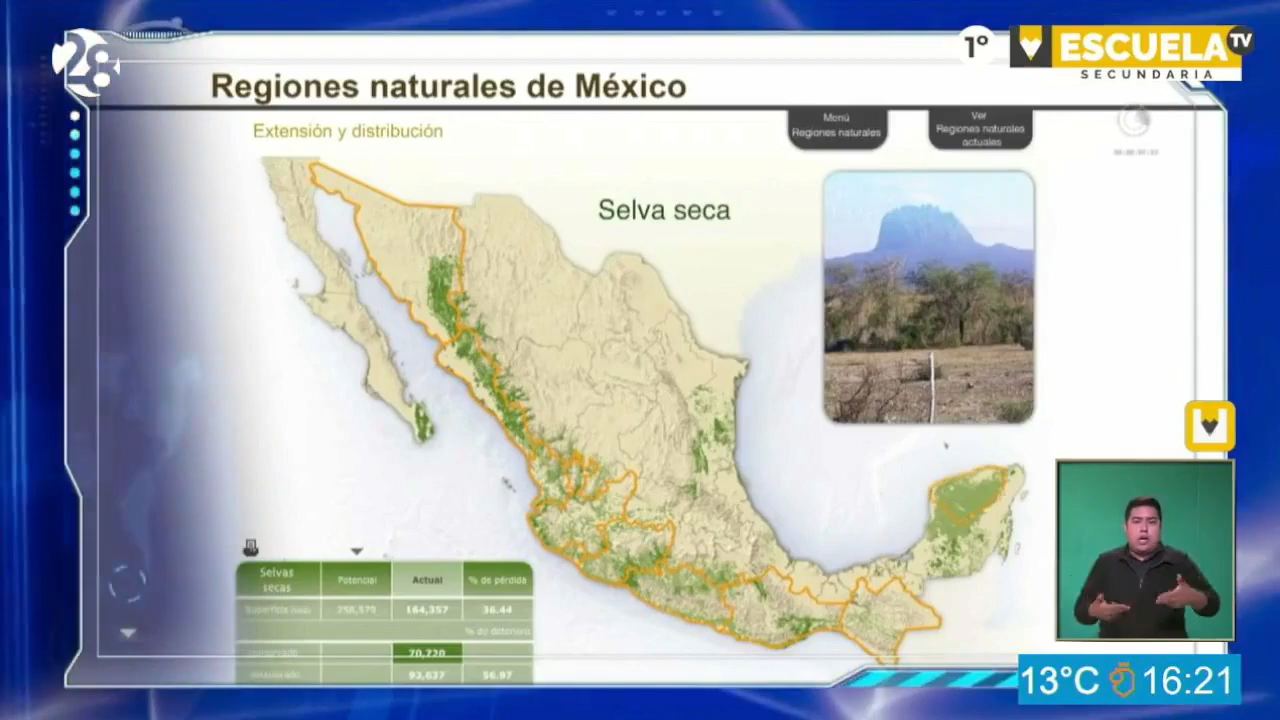 28
1º
ESCUELA TV
SECUNDARIA
Regiones naturales de México
Extensión y distribución
Menú
Regiones naturales
Ver
Regiones naturales
actuales
Selva seca
Selvas
secas
Potencial
Actual
% de pérdida
Superficie
164,357
36.44
% de deterioro
70,720
93,637
56.97
13°C
16:21